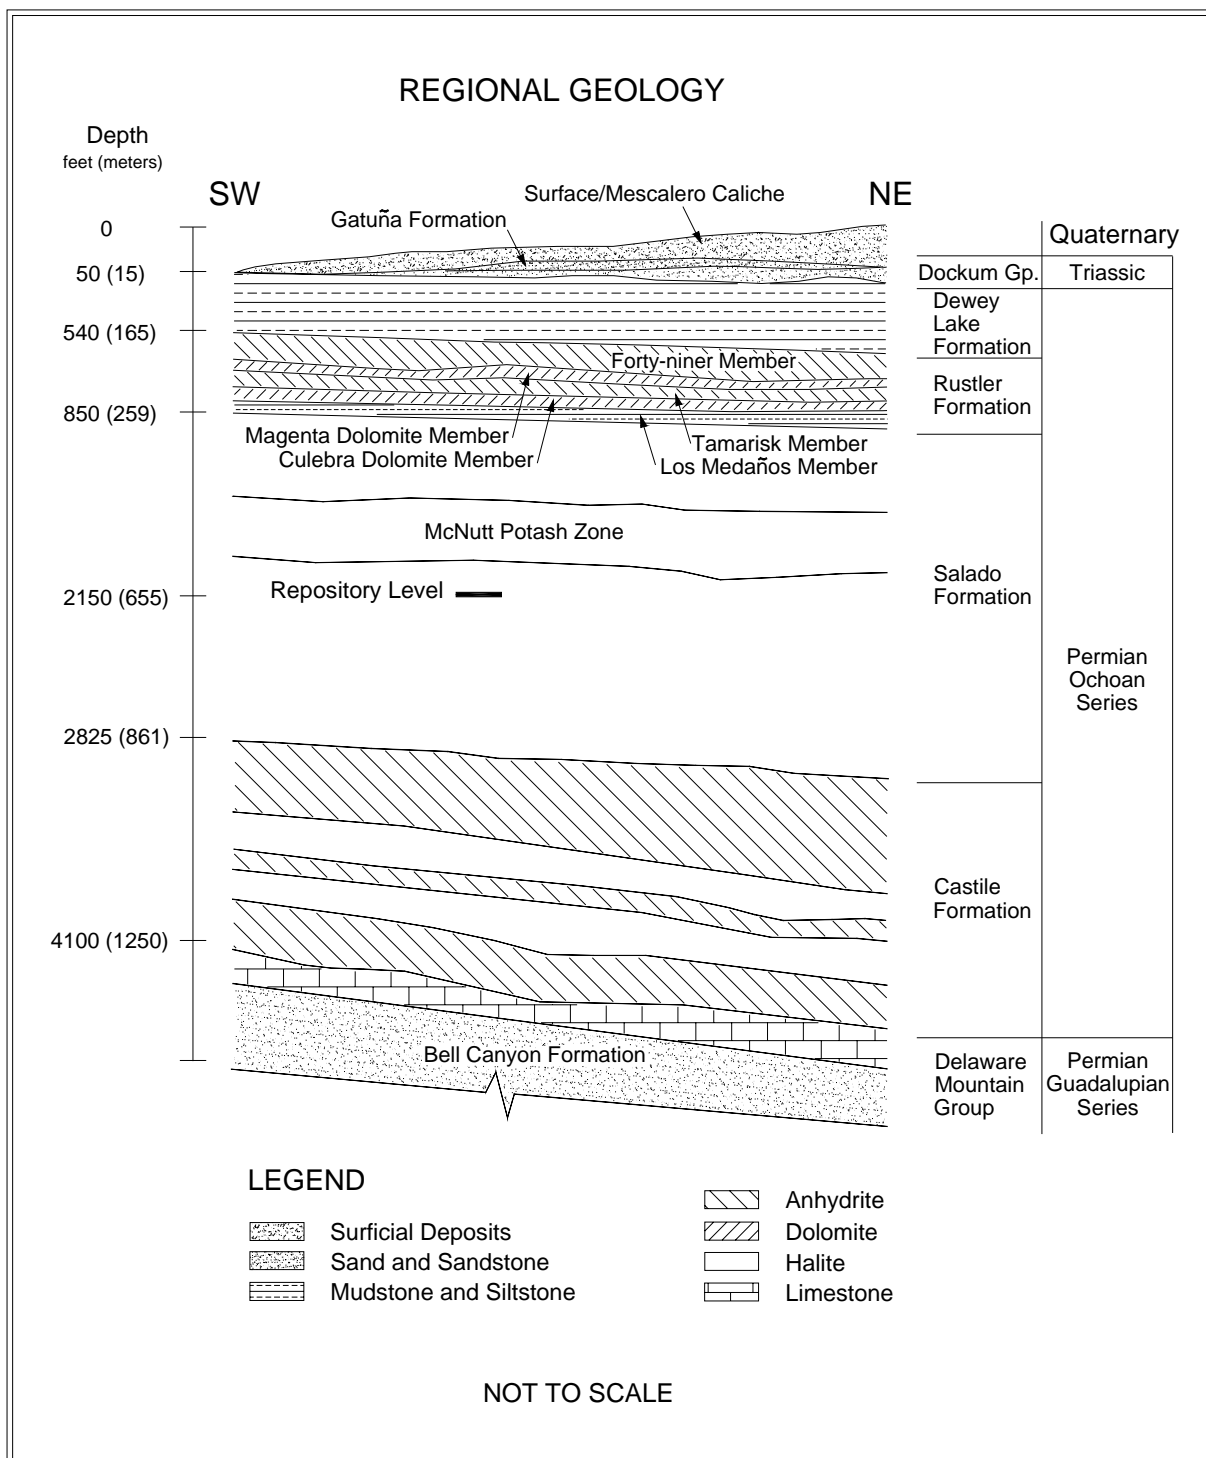 REGIONAL GEOLOGY
Depth
feet (meters)
SW
NE
Surface/Mescalero Caliche
Gatuña Formation
0
50 (15)
540 (165)
850 (259)
2150 (655)
2825 (861)
4100 (1250)
Forty-niner Member
Magenta Dolomite Member
Culebra Dolomite Member
Tamarisk Member
Los Medaños Member
McNutt Potash Zone
Repository Level
Bell Canyon Formation
Quaternary
Dockum Gp.
Triassic
Dewey
Lake
Formation
Rustler
Formation
Salado
Formation
Permian
Ochoan
Series
Castile
Formation
Delaware
Mountain
Group
Permian
Guadalupian
Series
LEGEND
Surficial Deposits
Sand and Sandstone
Mudstone and Siltstone
Anhydrite
Dolomite
Halite
Limestone
NOT TO SCALE